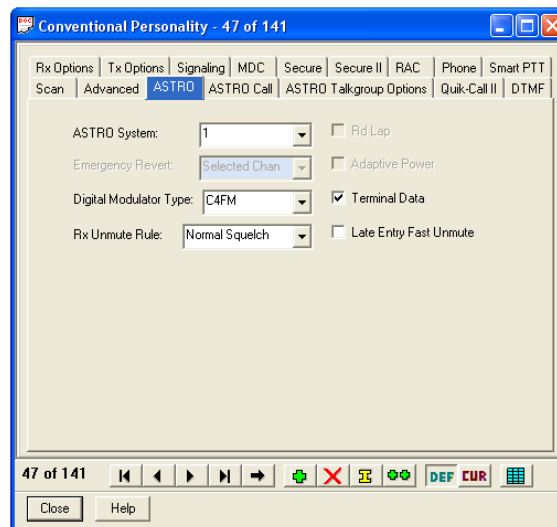 Conventional Personality - 47 of 141
Rx Options Tx Options Signaling MDC Secure Secure II RAC Phone Smart PTT
Scan Advanced ASTRO ASTRO Call ASTRO Talkgroup Options Quik-Call II DTMF
ASTRO System: 1 Rd Lap
Emergency Revert: Selected Chan Adaptive Power
Digital Modulator Type: C4FM Terminal Data
Rx Unmute Rule: Normal Squelch Late Entry Fast Unmute
47 of 141 DEF CUR
Close Help